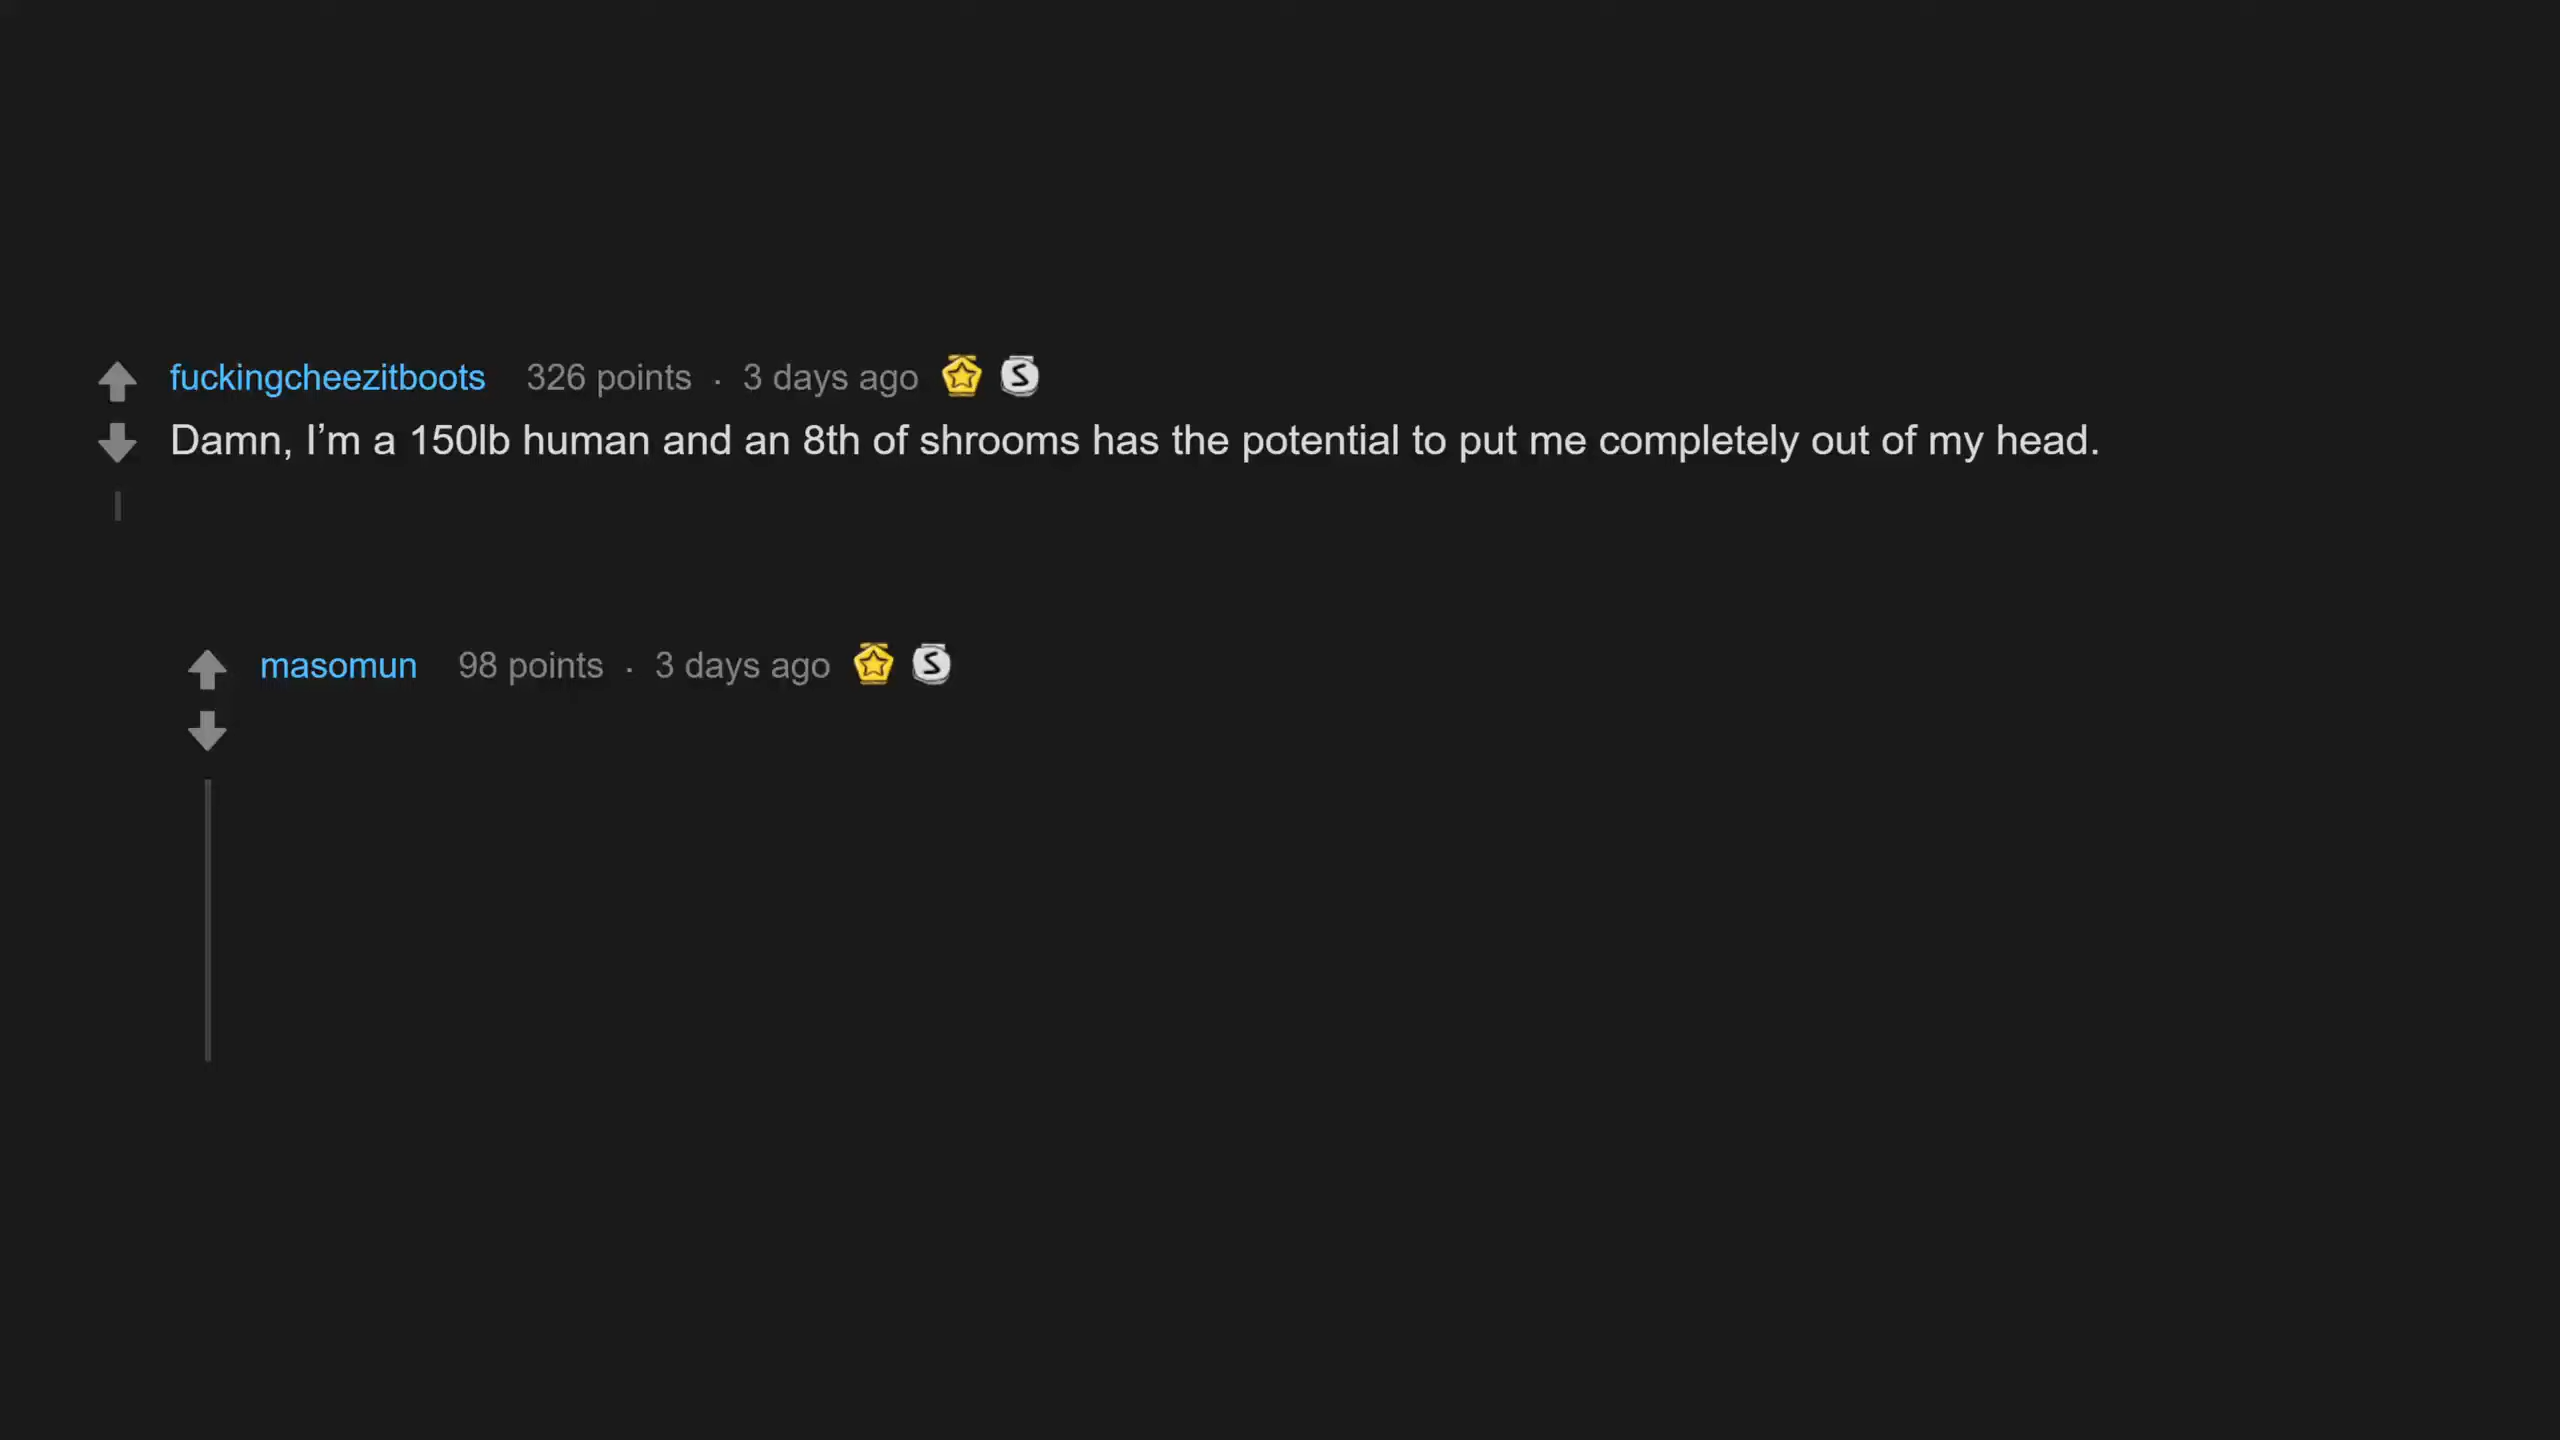 fuckingcheezitboots 326 points . 3 days ago
Damn, I’m a 150lb human and an 8th of shrooms has the potential to put me completely out of my head.
masomun 98 points . 3 days ago